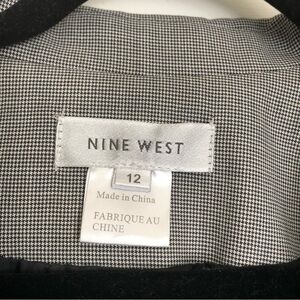 NINE WEST
12
Made in China
FABRIQUE AU
CHINE